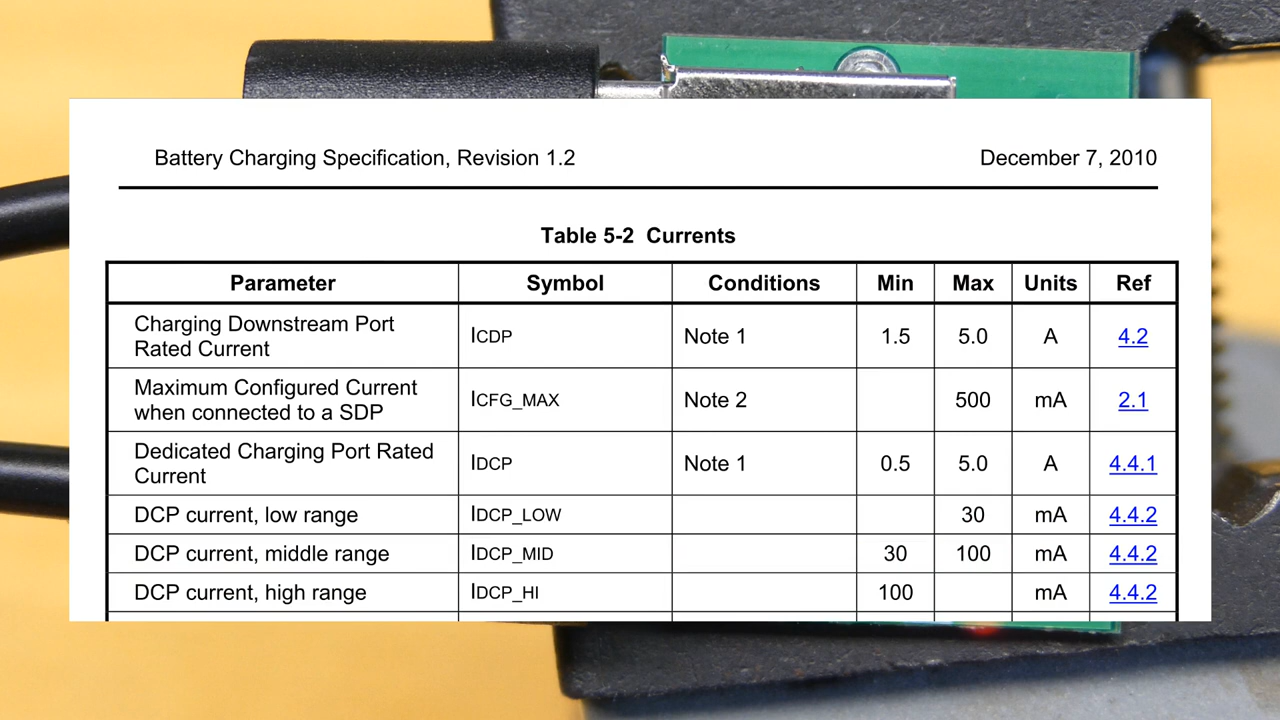 Battery Charging Specification, Revision 1.2 December 7, 2010
Table 5-2 Currents
Parameter Symbol Conditions Min Max Units Ref
Charging Downstream Port
Rated Current ICDP Note 1 1.5 5.0 A 4.2
Maximum Configured Current
when connected to a SDP ICFG_MAX Note 2 500 mA 2.1
Dedicated Charging Port Rated
Current IDCP Note 1 0.5 5.0 A 4.4.1
DCP current, low range IDCP_LOW 30 mA 4.4.2
DCP current, middle range IDCP_MID 30 100 mA 4.4.2
DCP current, high range IDCP_HI 100 mA 4.4.2